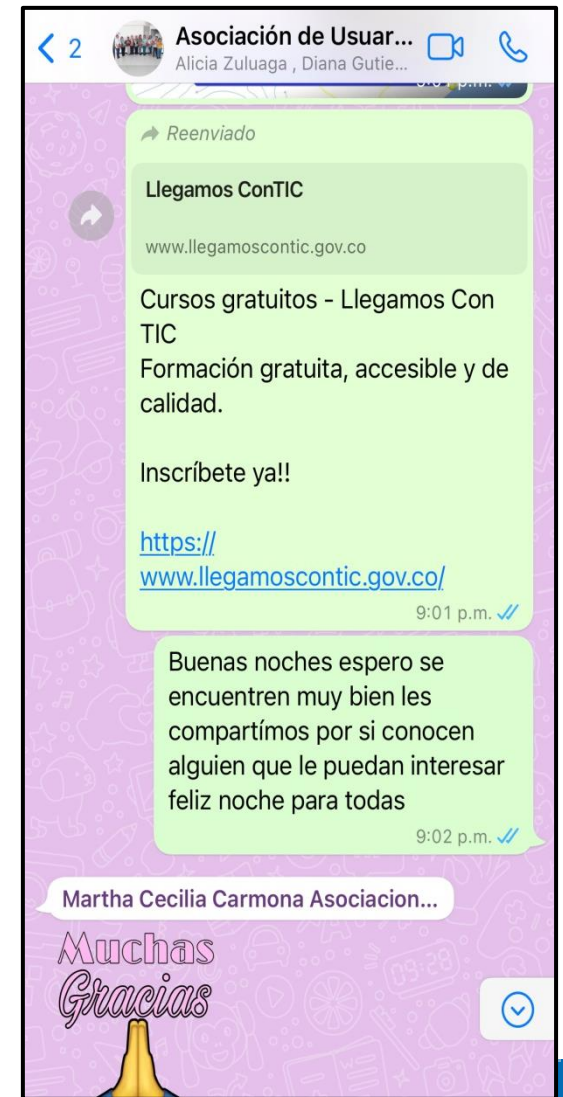 2
Asociación de Usuar...
Alicia Zuluaga , Diana Gutie...
Reenviado
Llegamos ConTIC
www.llegamoscontic.gov.co
Cursos gratuitos - Llegamos Con
TIC
Formación gratuita, accesible y de
calidad.
Inscríbete ya!!
https://
www.llegamoscontic.gov.co/
9:01 p.m.
Buenas noches espero se
encuentren muy bien les
compartímos por si conocen
alguien que le puedan interesar
feliz noche para todas
9:02 p.m.
Martha Cecilia Carmona Asociacion...
Muchas
Gracias